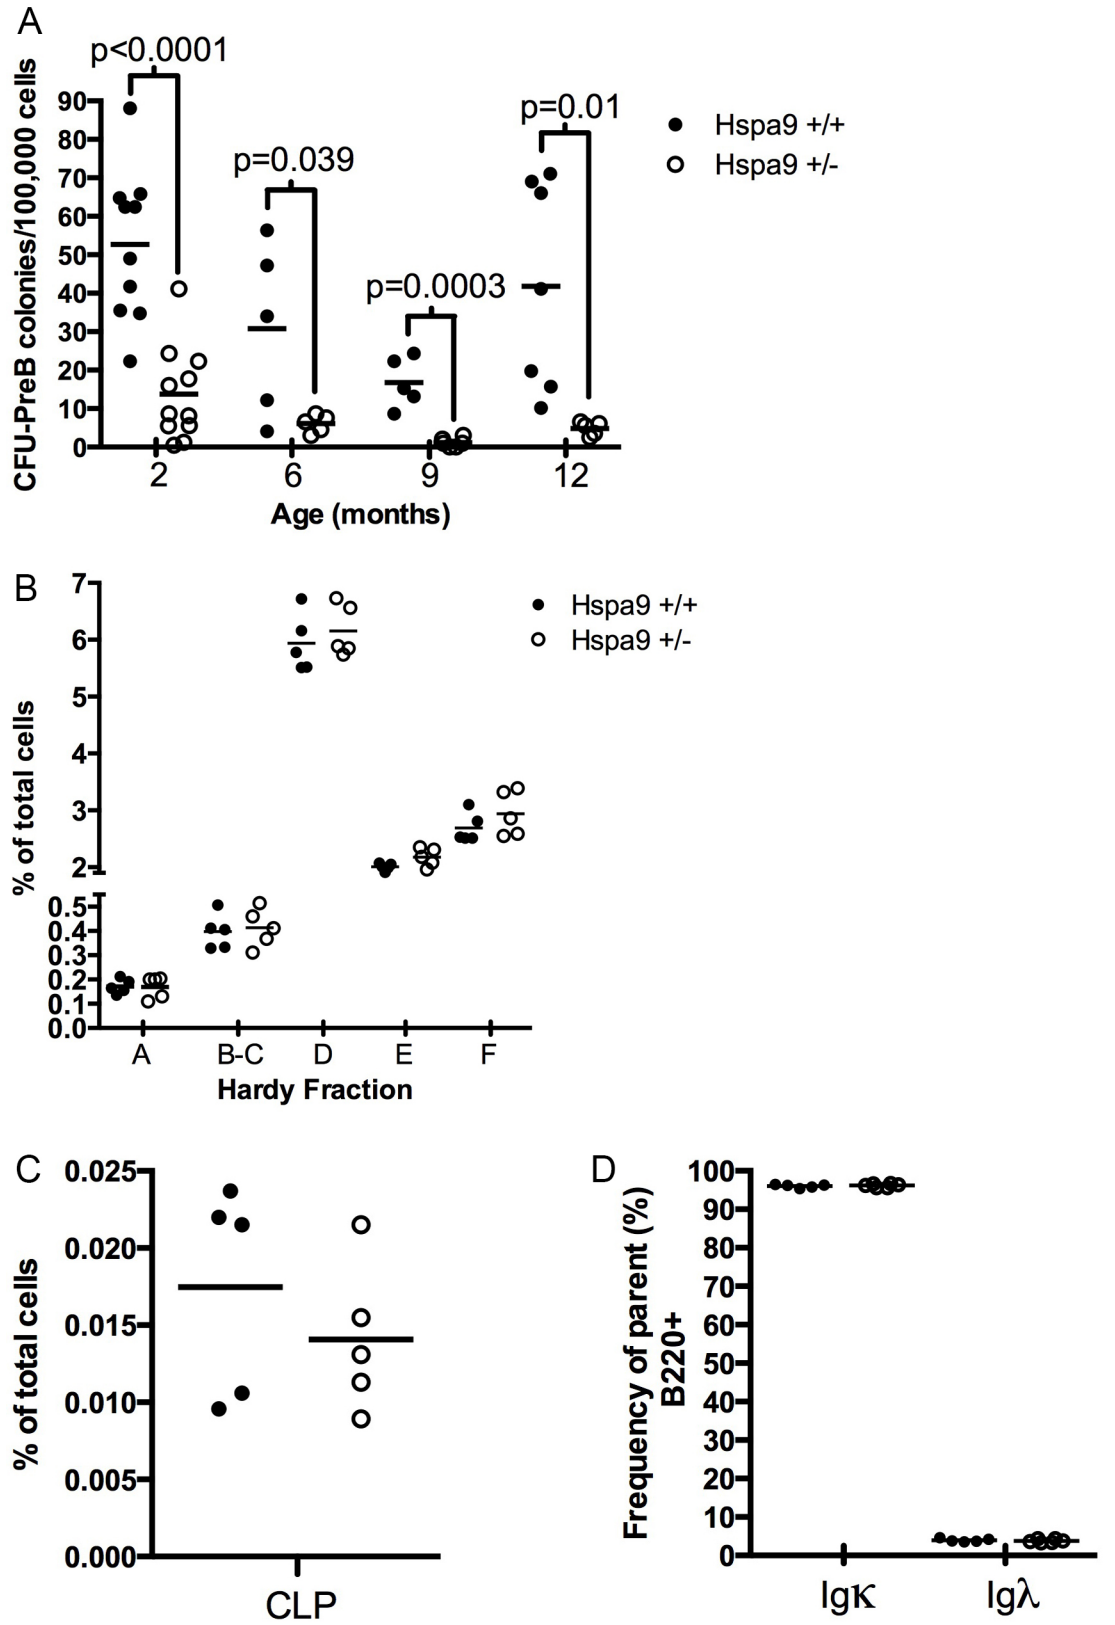 A
p<0.0001
p=0.039
p=0.0003
p=0.01
Hspa9 +/+
Hspa9 +/-
CFU-PreB colonies/100,000 cells
90
80
70
60
50
40
30
20
10
0
2 6 9 12
Age (months)
B
Hspa9 +/+
Hspa9 +/-
% of total cells
7
6
5
4
3
2
0.5
0.4
0.3
0.2
0.1
0.0
A B-C D E F
Hardy Fraction
C
% of total cells
0.025
0.020
0.015
0.010
0.005
0.000
CLP
D
Frequency of parent (%)
B220+
100
90
80
70
60
50
40
30
20
10
0
Igκ Igλ